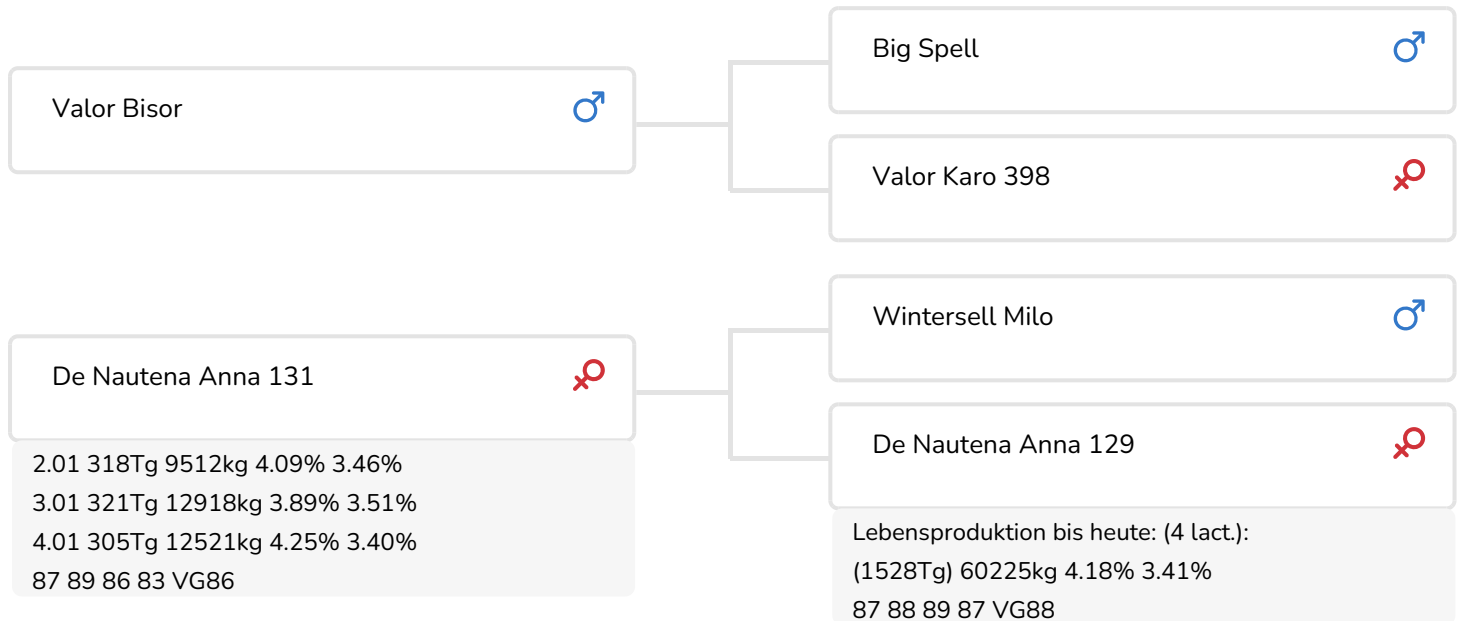 Valor Bisor
Big Spell
Valor Karo 398
De Nautena Anna 131
2.01 318Tg 9512kg 4.09% 3.46%
3.01 321Tg 12918kg 3.89% 3.51%
4.01 305Tg 12521kg 4.25% 3.40%
87 89 86 83 VG86
Wintersell Milo
De Nautena Anna 129
Lebensproduktion bis heute: (4 lact.):
(1528Tg) 60225kg 4.18% 3.41%
87 88 89 87 VG88